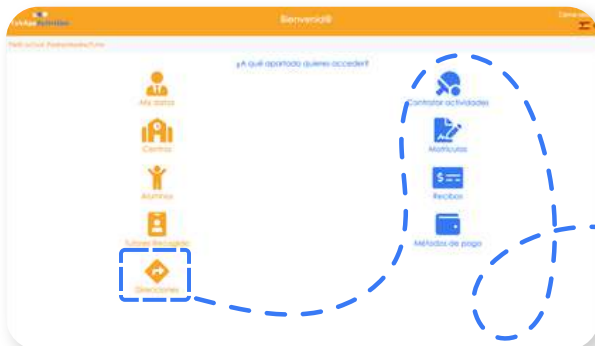 Bienvenid@
¿A qué apartado quieres acceder?
Mis datos
Contratar actividades
Centros
Matrículas
Alumnos
Recibos
Tutores Recogida
Métodos de pago
Direcciones